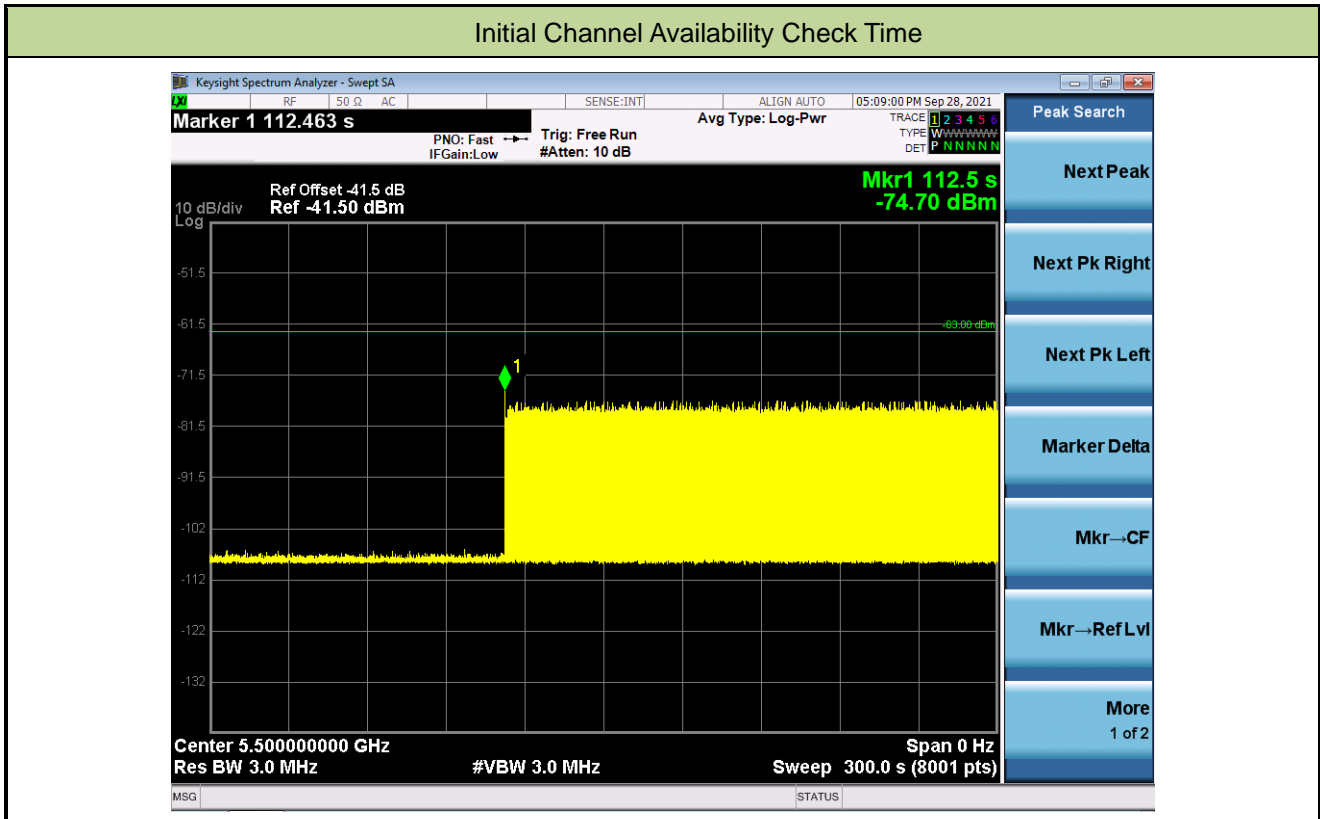 Initial Channel Availability Check Time
Keysight Spectrum Analyzer - Swept SA
LXI RF 50 Ω AC SENSE:INT ALIGN AUTO 05:09:00 PM Sep 28, 2021
Marker 1 112.463 s
PNO: Fast
IFGain:Low
Trig: Free Run
#Atten: 10 dB
Avg Type: Log-Pwr
TRACE 1 2 3 4 5 6
TYPE WWWWWW
DET P N N N N N
Peak Search
Next Peak
Next Pk Right
Next Pk Left
Marker Delta
Mkr→CF
Mkr→Ref Lvl
More
1 of 2
Mkr1 112.5 s
-74.70 dBm
Ref Offset -41.5 dB
10 dB/div Ref -41.50 dBm
Log
-51.5
-61.5
-63.00 dBm
1
-71.5
-81.5
-91.5
-102
-112
-122
-132
Center 5.500000000 GHz Span 0 Hz
Res BW 3.0 MHz #VBW 3.0 MHz Sweep 300.0 s (8001 pts)
MSG STATUS